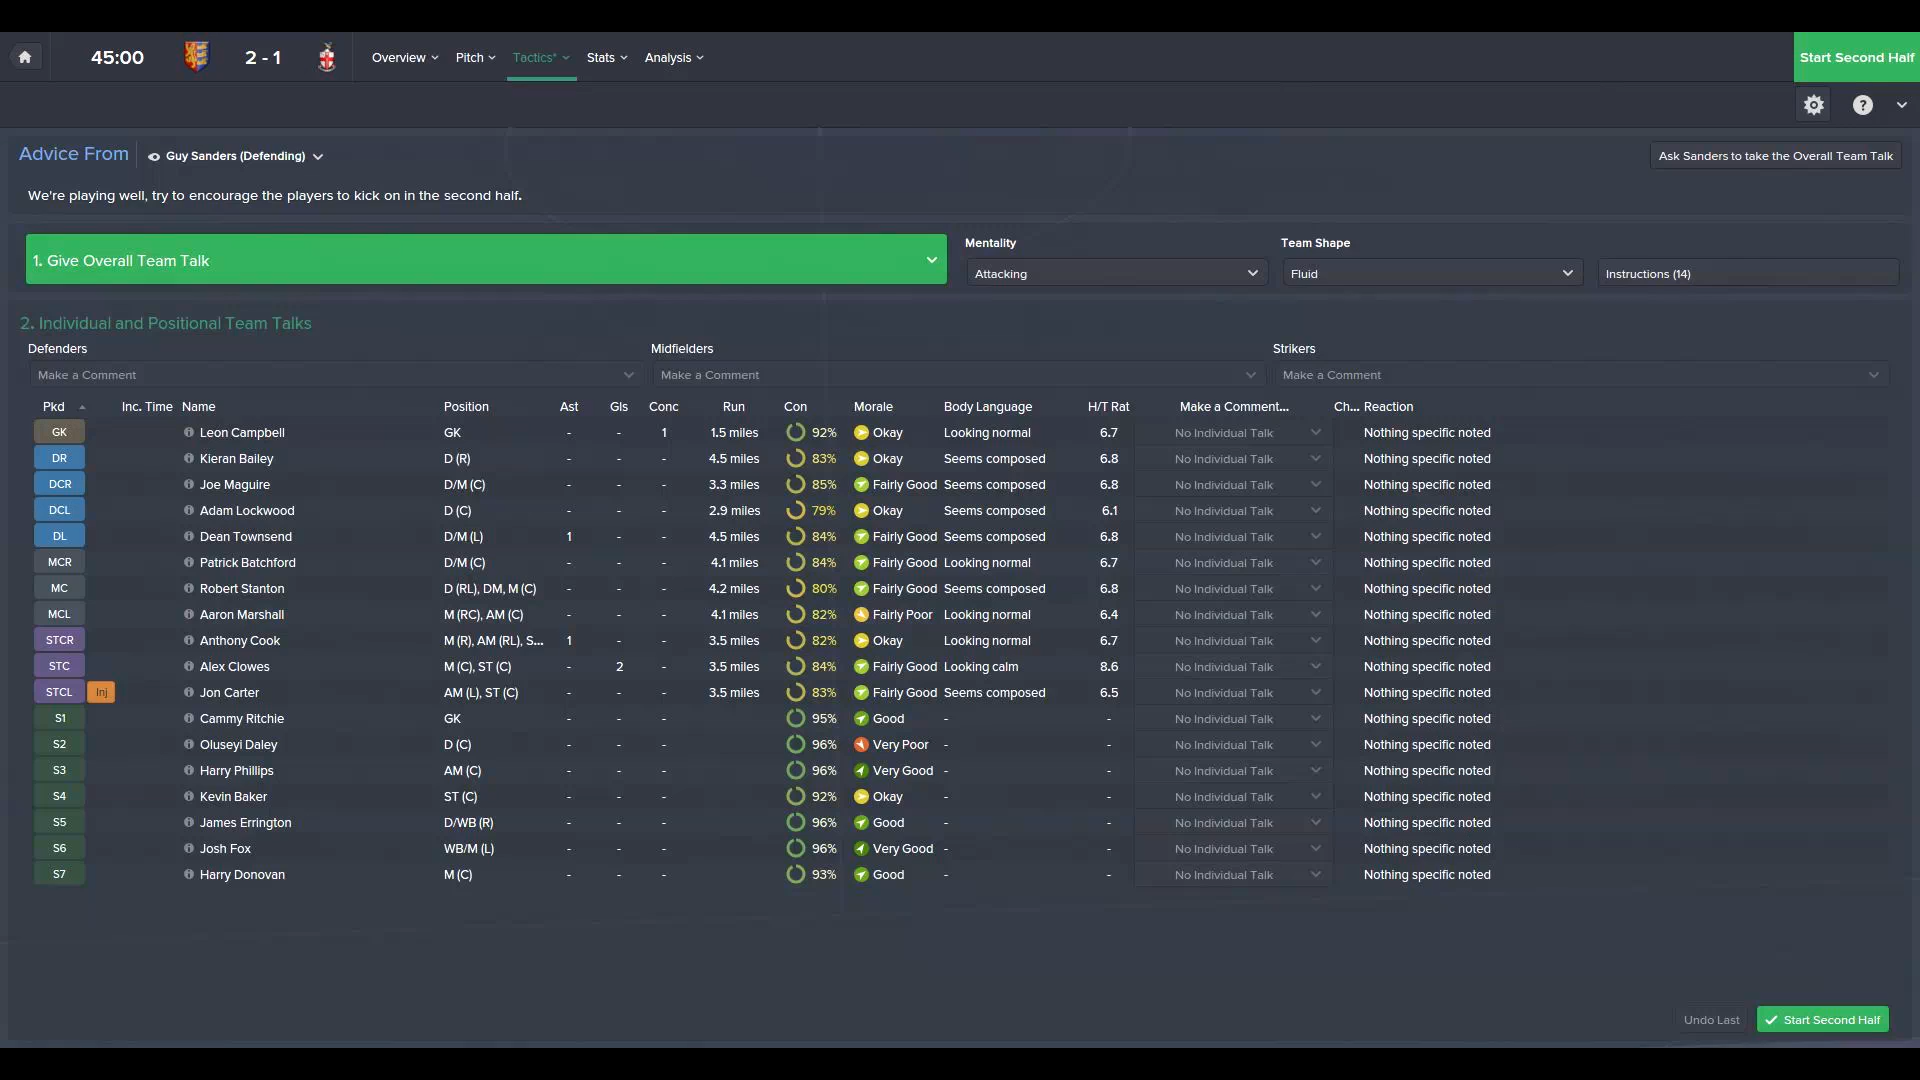 45:00 2 - 1 Overview Pitch Tactics* Stats Analysis Start Second Half
?
Advice From Guy Sanders (Defending) Ask Sanders to take the Overall Team Talk
We're playing well, try to encourage the players to kick on in the second half.
Mentality Team Shape
1. Give Overall Team Talk Attacking Fluid Instructions (14)
2. Individual and Positional Team Talks
Defenders Midfielders Strikers
Make a Comment Make a Comment Make a Comment
Pkd Inc. Time Name Position Ast Gls Conc Run Con Morale Body Language H/T Rat Make a Comment... Ch... Reaction
GK Leon Campbell GK - - 1 1.5 miles 92% Okay Looking normal 6.7 No Individual Talk Nothing specific noted
DR Kieran Bailey D (R) - - - 4.5 miles 83% Okay Seems composed 6.8 No Individual Talk Nothing specific noted
DCR Joe Maguire D/M (C) - - - 3.3 miles 85% Fairly Good Seems composed 6.8 No Individual Talk Nothing specific noted
DCL Adam Lockwood D (C) - - - 2.9 miles 79% Okay Seems composed 6.1 No Individual Talk Nothing specific noted
DL Dean Townsend D/M (L) 1 - - 4.5 miles 84% Fairly Good Seems composed 6.8 No Individual Talk Nothing specific noted
MCR Patrick Batchford D/M (C) - - - 4.1 miles 84% Fairly Good Looking normal 6.7 No Individual Talk Nothing specific noted
MC Robert Stanton D (RL), DM, M (C) - - - 4.2 miles 80% Fairly Good Seems composed 6.8 No Individual Talk Nothing specific noted
MCL Aaron Marshall M (RC), AM (C) - - - 4.1 miles 82% Fairly Poor Looking normal 6.4 No Individual Talk Nothing specific noted
STCR Anthony Cook M (R), AM (RL), S... 1 - - 3.5 miles 82% Okay Looking normal 6.7 No Individual Talk Nothing specific noted
STC Alex Clowes M (C), ST (C) - 2 - 3.5 miles 84% Fairly Good Looking calm 8.6 No Individual Talk Nothing specific noted
STCL Inj Jon Carter AM (L), ST (C) - - - 3.5 miles 83% Fairly Good Seems composed 6.5 No Individual Talk Nothing specific noted
S1 Cammy Ritchie GK - - - 95% Good - - No Individual Talk Nothing specific noted
S2 Oluseyi Daley D (C) - - - 96% Very Poor - - No Individual Talk Nothing specific noted
S3 Harry Phillips AM (C) - - - 96% Very Good - - No Individual Talk Nothing specific noted
S4 Kevin Baker ST (C) - - - 92% Okay - - No Individual Talk Nothing specific noted
S5 James Errington D/WB (R) - - - 96% Good - - No Individual Talk Nothing specific noted
S6 Josh Fox WB/M (L) - - - 96% Very Good - - No Individual Talk Nothing specific noted
S7 Harry Donovan M (C) - - - 93% Good - - No Individual Talk Nothing specific noted
Undo Last Start Second Half